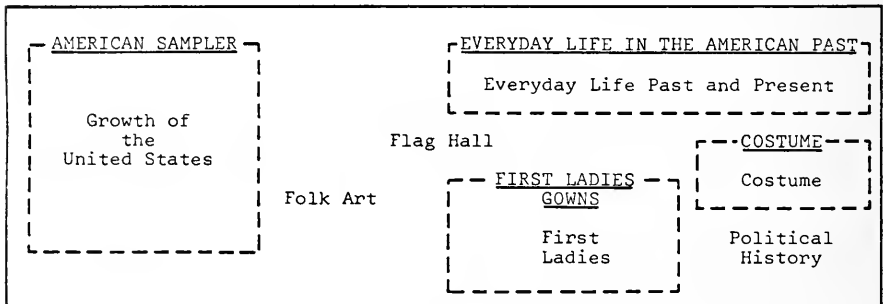 AMERICAN SAMPLER
Growth of
the
United States
Folk Art
Flag Hall
EVERYDAY LIFE IN THE AMERICAN PAST
Everyday Life Past and Present
FIRST LADIES
GOWNS
First
Ladies
COSTUME
Costume
Political
History